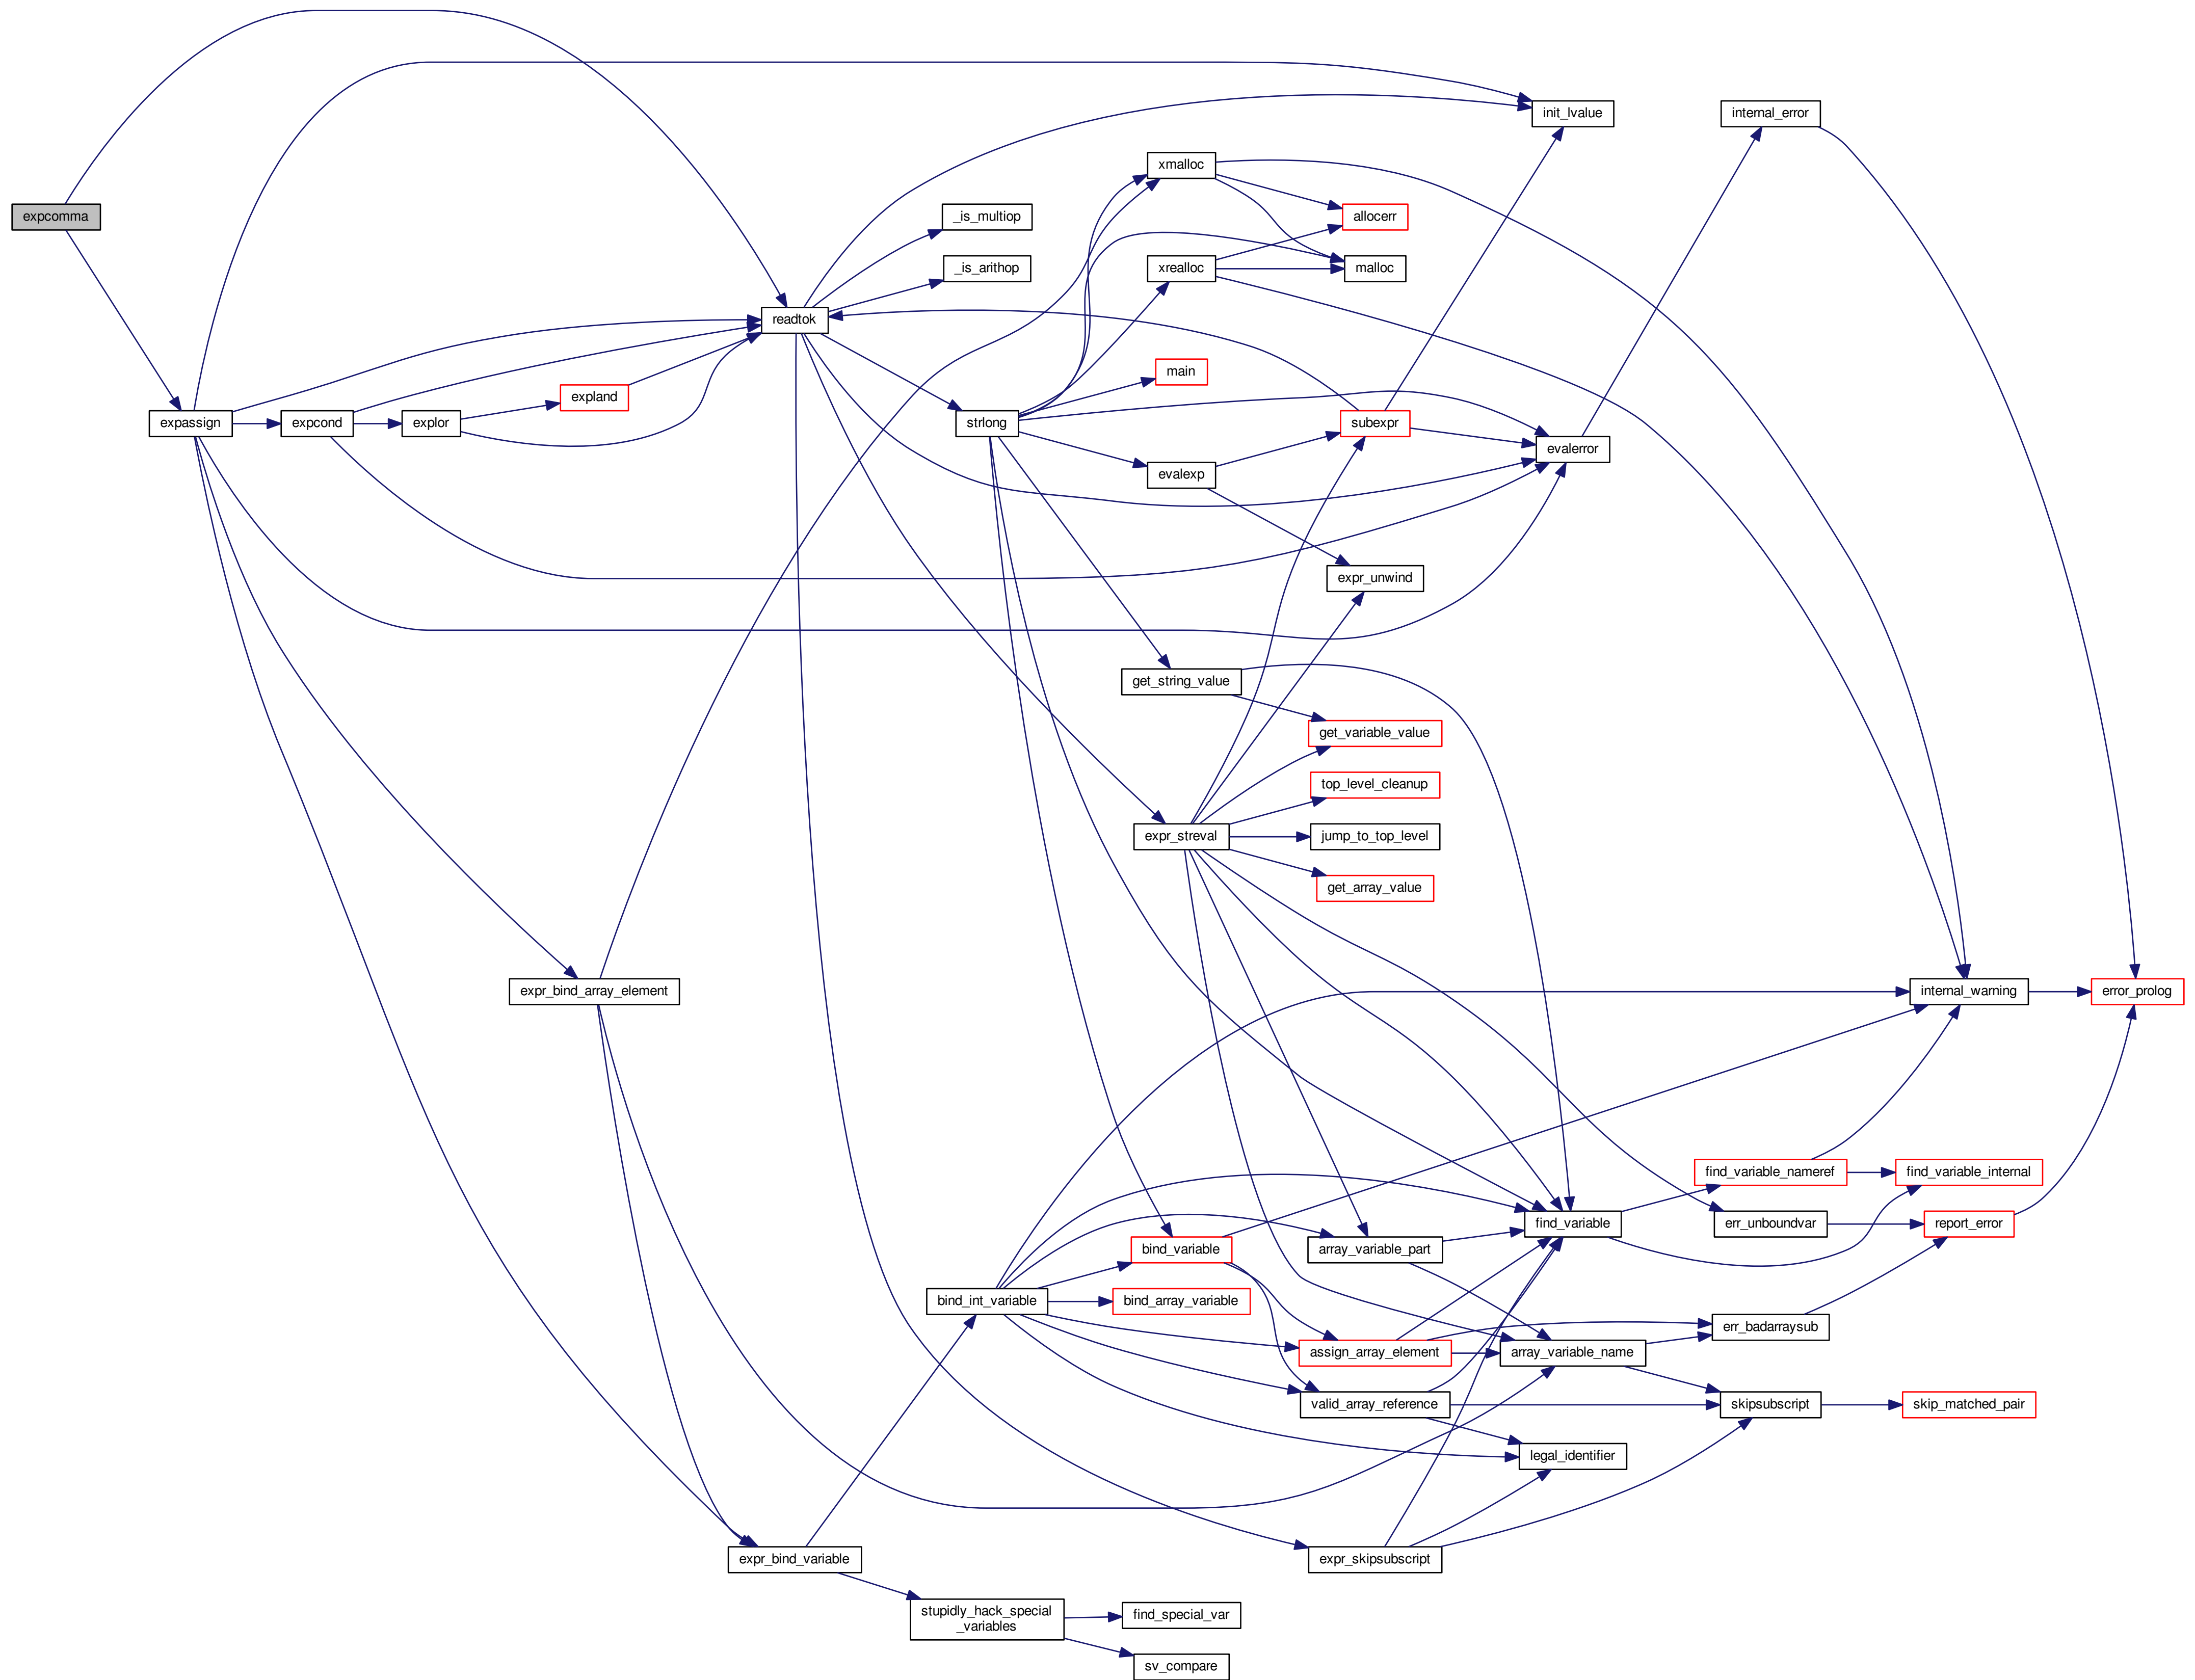 expcomma
init_lvalue
internal_error
xmalloc
_is_multiop
allocerr
_is_arithop
xrealloc
malloc
readtok
main
expland
expassign
expcond
explor
strlong
subexpr
evalerror
evalexp
expr_unwind
get_string_value
get_variable_value
top_level_cleanup
expr_streval
jump_to_top_level
get_array_value
expr_bind_array_element
internal_warning
error_prolog
find_variable_nameref
find_variable_internal
find_variable
err_unboundvar
report_error
bind_variable
array_variable_part
bind_int_variable
bind_array_variable
err_badarraysub
assign_array_element
array_variable_name
valid_array_reference
skipsubscript
skip_matched_pair
legal_identifier
expr_bind_variable
expr_skipsubscript
stupidly_hack_special
_variables
find_special_var
sv_compare